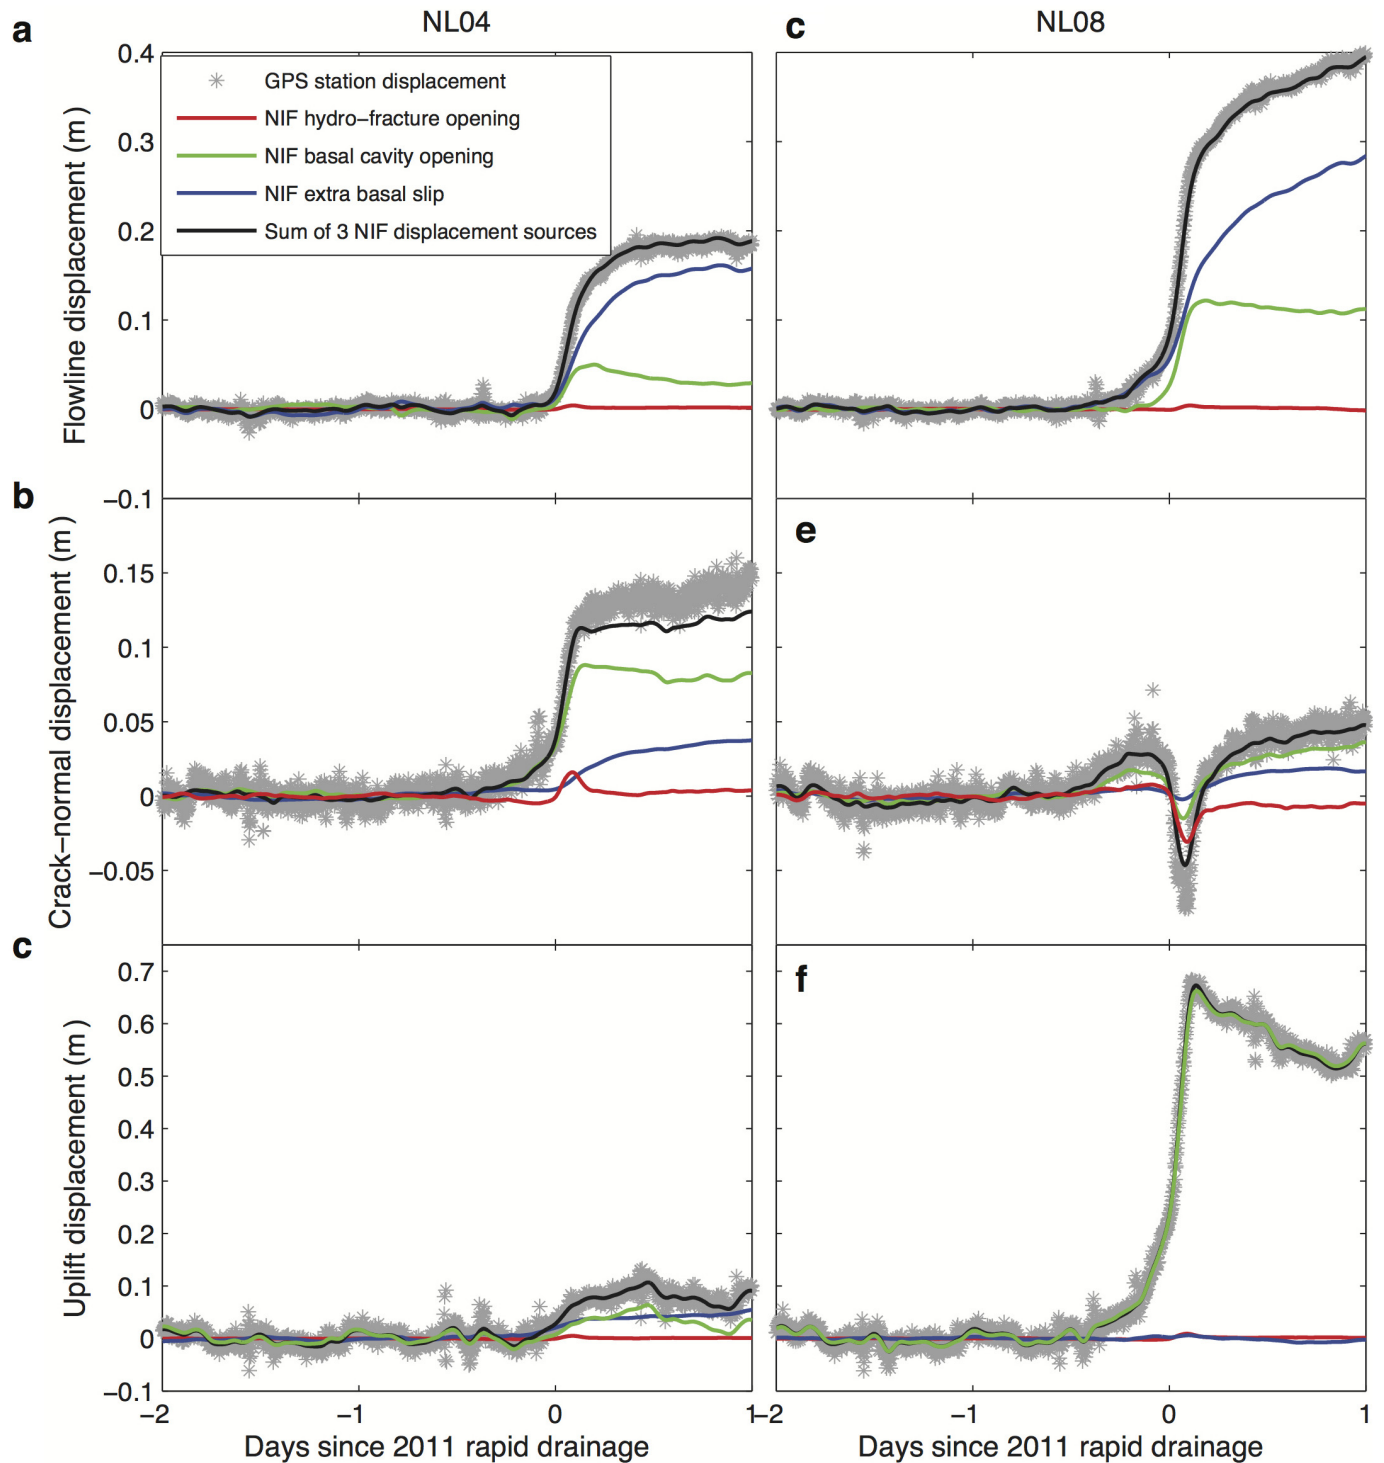 a
NL04
c
NL08
0.4
0.3
0.2
0.1
0
−0.1
Flowline displacement (m)
GPS station displacement
NIF hydro−fracture opening
NIF basal cavity opening
NIF extra basal slip
Sum of 3 NIF displacement sources
b
e
0.15
0.1
0.05
0
−0.05
Crack−normal displacement (m)
c
f
0.7
0.6
0.5
0.4
0.3
0.2
0.1
0
−0.1
Uplift displacement (m)
−2
−1
0
1
−2
−1
0
1
Days since 2011 rapid drainage
Days since 2011 rapid drainage